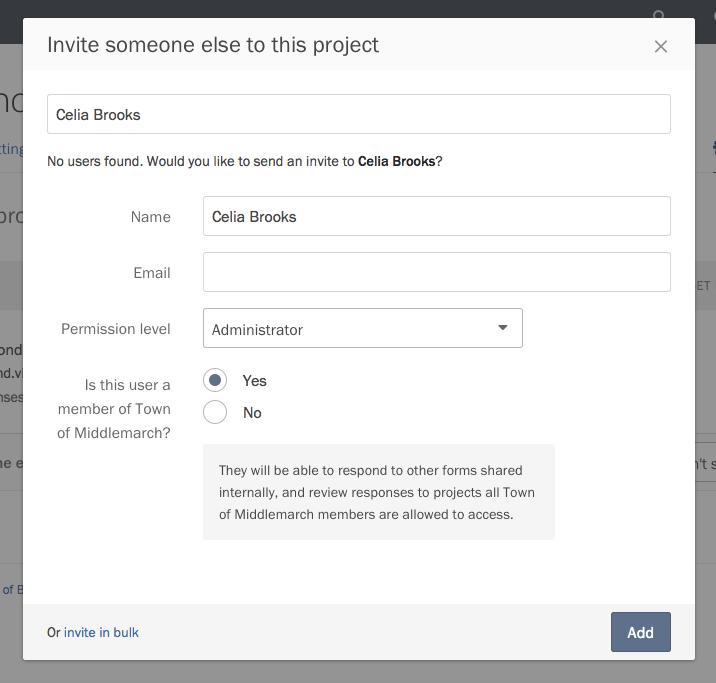 Invite someone else to this project
Celia Brooks
No users found. Would you like to send an invite to Celia Brooks?
Name
Celia Brooks
Email
Permission level
Administrator
Is this user a
member of Town
of Middlemarch?
Yes
No
They will be able to respond to other forms shared
internally, and review responses to projects all Town
of Middlemarch members are allowed to access.
Or invite in bulk
Add
ET
of B